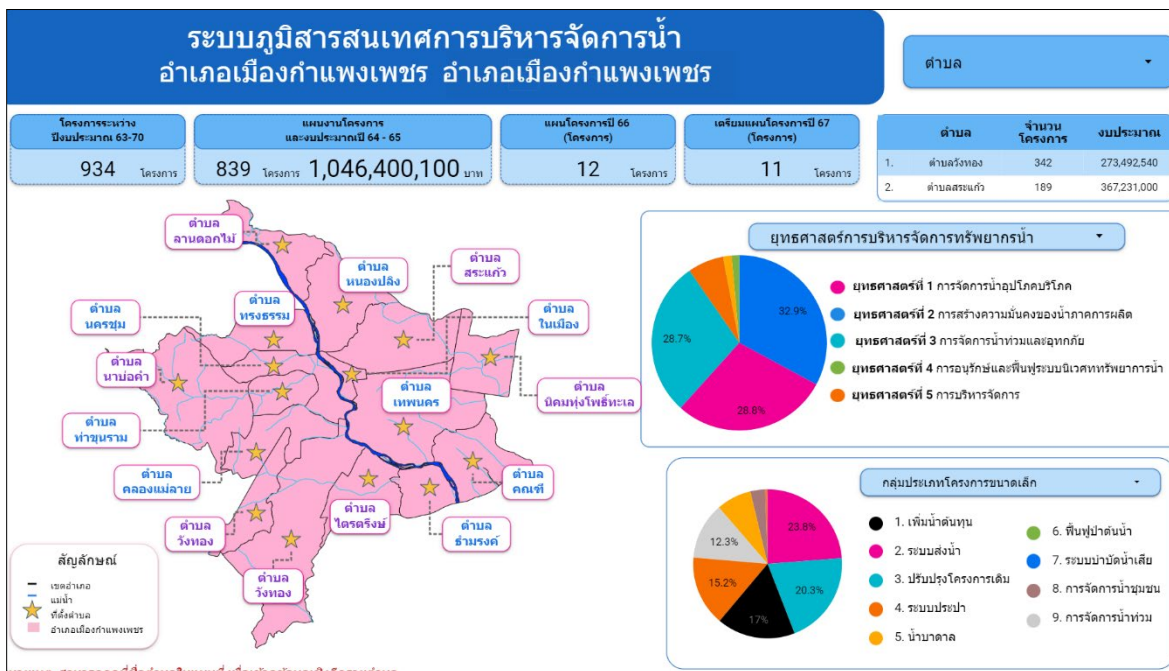 ระบบภูมิสารสนเทศการบริหารจัดการน้ำ
อำเภอเมืองกำแพงเพชร อำเภอเมืองกำแพงเพชร
ตำบล
โครงการระหว่าง
ปีงบประมาณ 63-70
934 โครงการ
แผนงานโครงการ
และงบประมาณปี 64 - 65
839 โครงการ 1,046,400,100 บาท
แผนโครงการปี 66
(โครงการ)
12 โครงการ
เตรียมแผนโครงการปี 67
(โครงการ)
11 โครงการ
ตำบล จำนวน โครงการ งบประมาณ
1. ตำบลวังทอง 342 273,492,540
2. ตำบลสระแก้ว 189 367,231,000
ตำบล
ลานดอกไม้
ตำบล
หนองปลิง
ตำบล
สระแก้ว
ตำบล
ทรงธรรม
ตำบล
นครชุม
ตำบล
ในเมือง
ตำบล
นาบ่อคำ
ตำบล
นิคมทุ่งโพธิ์ทะเล
ตำบล
เทพนคร
ตำบล
ท่าขุนราม
ตำบล
คลองแม่ลาย
ตำบล
คณฑี
ตำบล
ไตรตรึงษ์
ตำบล
ธำมรงค์
ตำบล
วังทอง
ตำบล
วังทอง
สัญลักษณ์
เขตอำเภอ
แม่น้ำ
ที่ตั้งตำบล
อำเภอเมืองกำแพงเพชร
ยุทธศาสตร์การบริหารจัดการทรัพยากรน้ำ
32.9%
28.8%
28.7%
ยุทธศาสตร์ที่ 1 การจัดการน้ำอุปโภคบริโภค
ยุทธศาสตร์ที่ 2 การสร้างความมั่นคงของน้ำภาคการผลิต
ยุทธศาสตร์ที่ 3 การจัดการน้ำท่วมและอุทกภัย
ยุทธศาสตร์ที่ 4 การอนุรักษ์และฟื้นฟูระบบนิเวศทรัพยาการน้ำ
ยุทธศาสตร์ที่ 5 การบริหารจัดการ
กลุ่มประเภทโครงการขนาดเล็ก
23.8%
20.3%
17%
15.2%
12.3%
1. เพิ่มน้ำต้นทุน
2. ระบบส่งน้ำ
3. ปรับปรุงโครงการเดิม
4. ระบบประปา
5. น้ำบาดาล
6. ฟื้นฟูป่าต้นน้ำ
7. ระบบบำบัดน้ำเสีย
8. การจัดการน้ำชุมชน
9. การจัดการน้ำท่วม